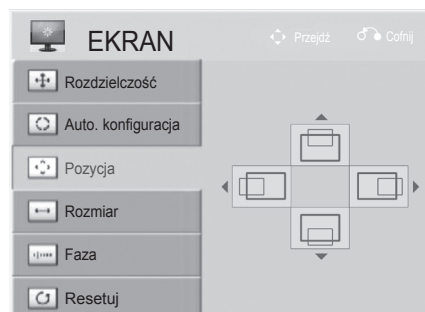 EKRAN
Przejdź
Cofnij
Rozdzielczość
Auto. konfiguracja
Pozycja
Rozmiar
Faza
Resetuj